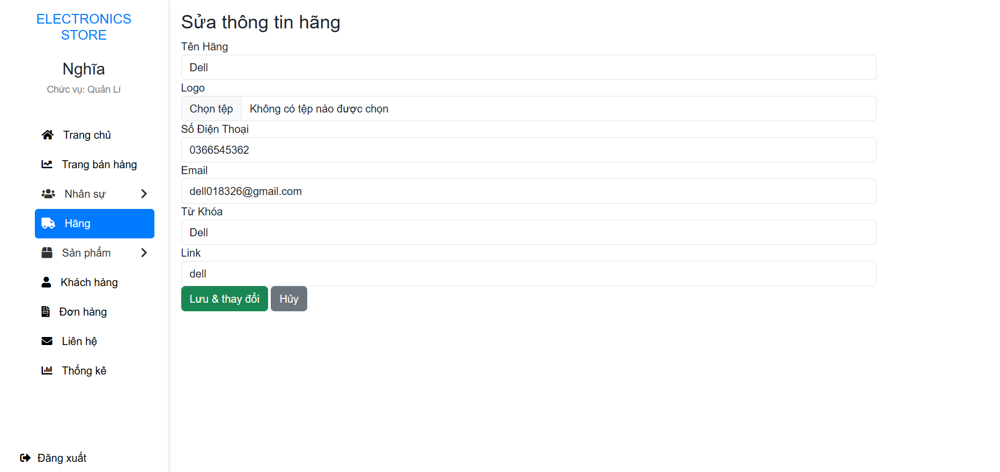 ELECTRONICS
STORE
Nghĩa
Chức vụ: Quản Lí
Trang chủ
Trang bán hàng
Nhân sự
Hãng
Sản phẩm
Khách hàng
Đơn hàng
Liên hệ
Thống kê
Đăng xuất
Sửa thông tin hãng
Tên Hãng
Dell
Logo
Chọn tệp Không có tệp nào được chọn
Số Điện Thoại
0366545362
Email
dell018326@gmail.com
Từ Khóa
Dell
Link
dell
Lưu & thay đổi Hủy